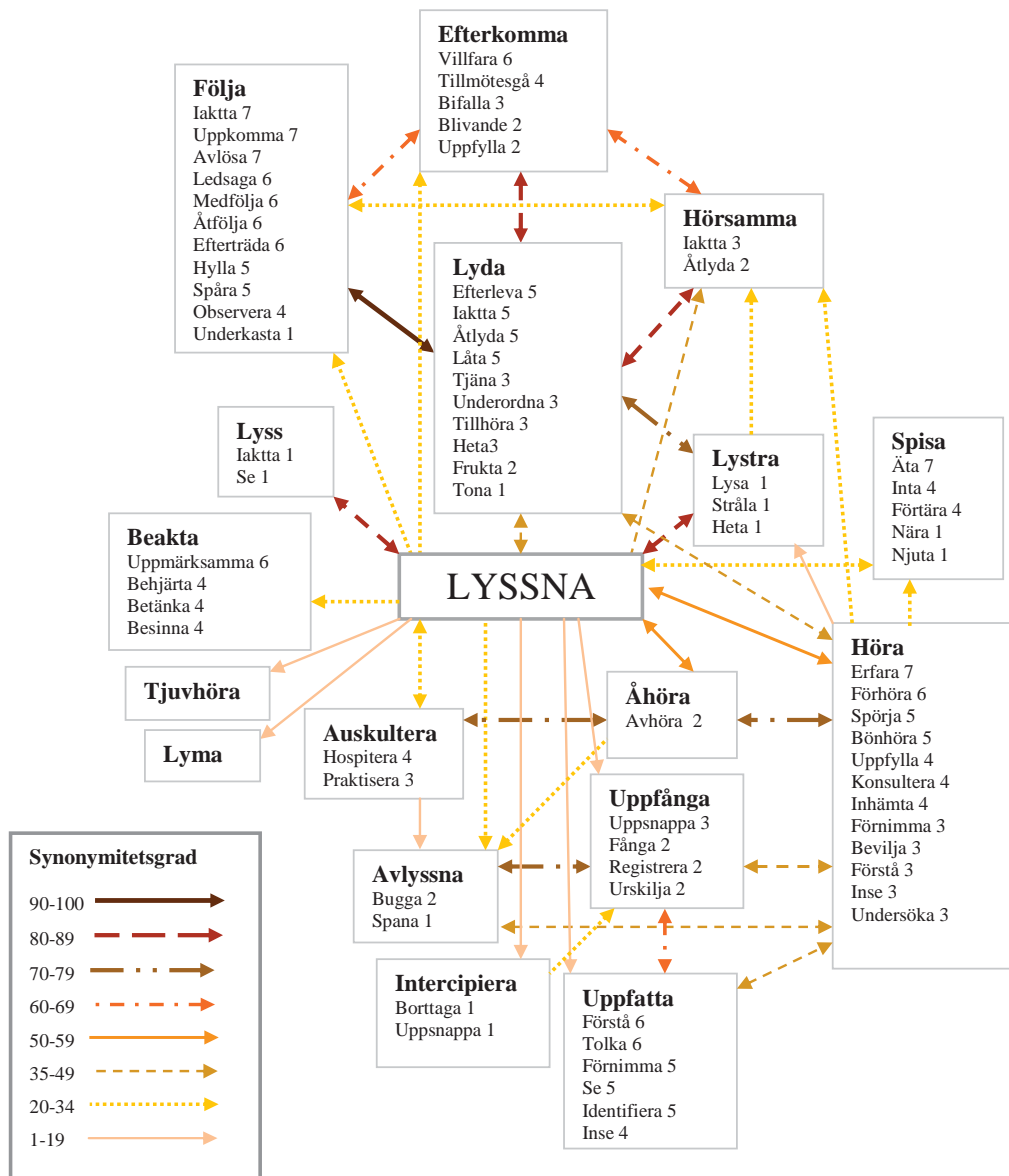 Efterkomma
Villfara 6
Tillmötesgå 4
Bifalla 3
Blivande 2
Uppfylla 2
Följa
Iaktta 7
Uppkomma 7
Avlösa 7
Ledsaga 6
Medfölja 6
Åtfölja 6
Efterträda 6
Hylla 5
Spåra 5
Observera 4
Underkasta 1
Hörsamma
Iaktta 3
Åtlyda 2
Lyda
Efterleva 5
Iaktta 5
Åtlyda 5
Låta 5
Tjäna 3
Underordna 3
Tillhöra 3
Heta3
Frukta 2
Tona 1
Lyss
Iaktta 1
Se 1
Lystra
Lysa 1
Stråla 1
Heta 1
Spisa
Äta 7
Inta 4
Förtära 4
Nära 1
Njuta 1
Beakta
Uppmärksamma 6
Behjärta 4
Betänka 4
Besinna 4
LYSSNA
Tjuvhöra
Lyma
Auskultera
Hospitera 4
Praktisera 3
Åhöra
Avhöra 2
Höra
Erfara 7
Förhöra 6
Spörja 5
Bönhöra 5
Uppfylla 4
Konsultera 4
Inhämta 4
Förnimma 3
Bevilja 3
Förstå 3
Inse 3
Undersöka 3
Uppfånga
Uppsnappa 3
Fånga 2
Registrera 2
Urskilja 2
Avlyssna
Bugga 2
Spana 1
Intercipiera
Borttaga 1
Uppsnappa 1
Uppfatta
Förstå 6
Tolka 6
Förnimma 5
Se 5
Identifiera 5
Inse 4
Synonymitetsgrad
90-100
80-89
70-79
60-69
50-59
35-49
20-34
1-19